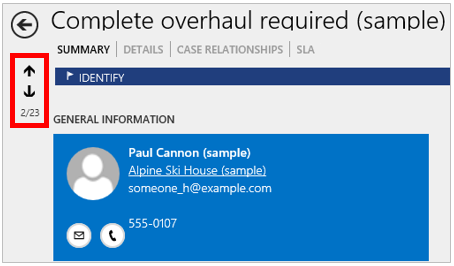 Complete overhaul required (sample)
SUMMARY | DETAILS | CASE RELATIONSHIPS | SLA
IDENTIFY
2/23
GENERAL INFORMATION
Paul Cannon (sample)
Alpine Ski House (sample)
someone_h@example.com
555-0107